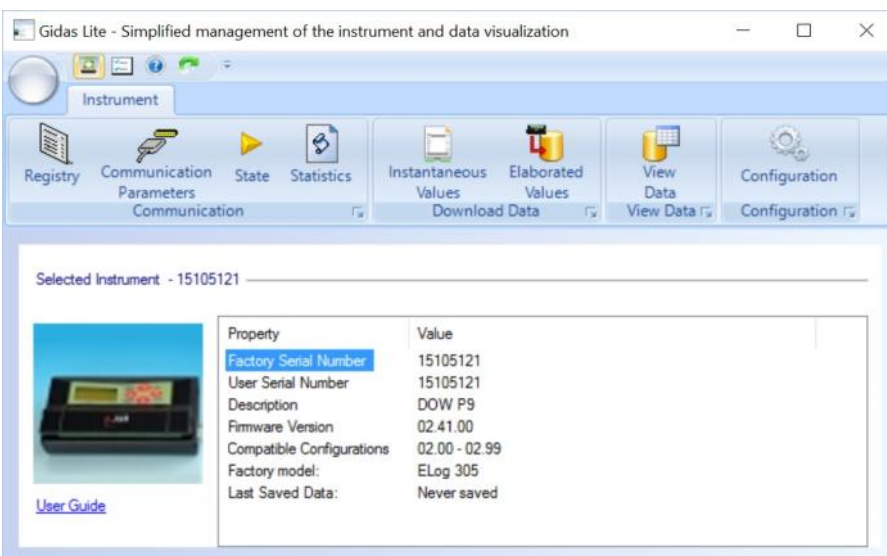 Gidas Lite - Simplified management of the instrument and data visualization
Instrument
Registry
Communication
Parameters
State
Statistics
Instantaneous
Values
Elaborated
Values
View
Data
Configuration
Communication
Download Data
View Data
Configuration
Selected Instrument - 15105121
Property Value
Factory Serial Number 15105121
User Serial Number 15105121
Description DOW P9
Firmware Version 02.41.00
Compatible Configurations 02.00 - 02.99
Factory model: ELog 305
Last Saved Data: Never saved
User Guide